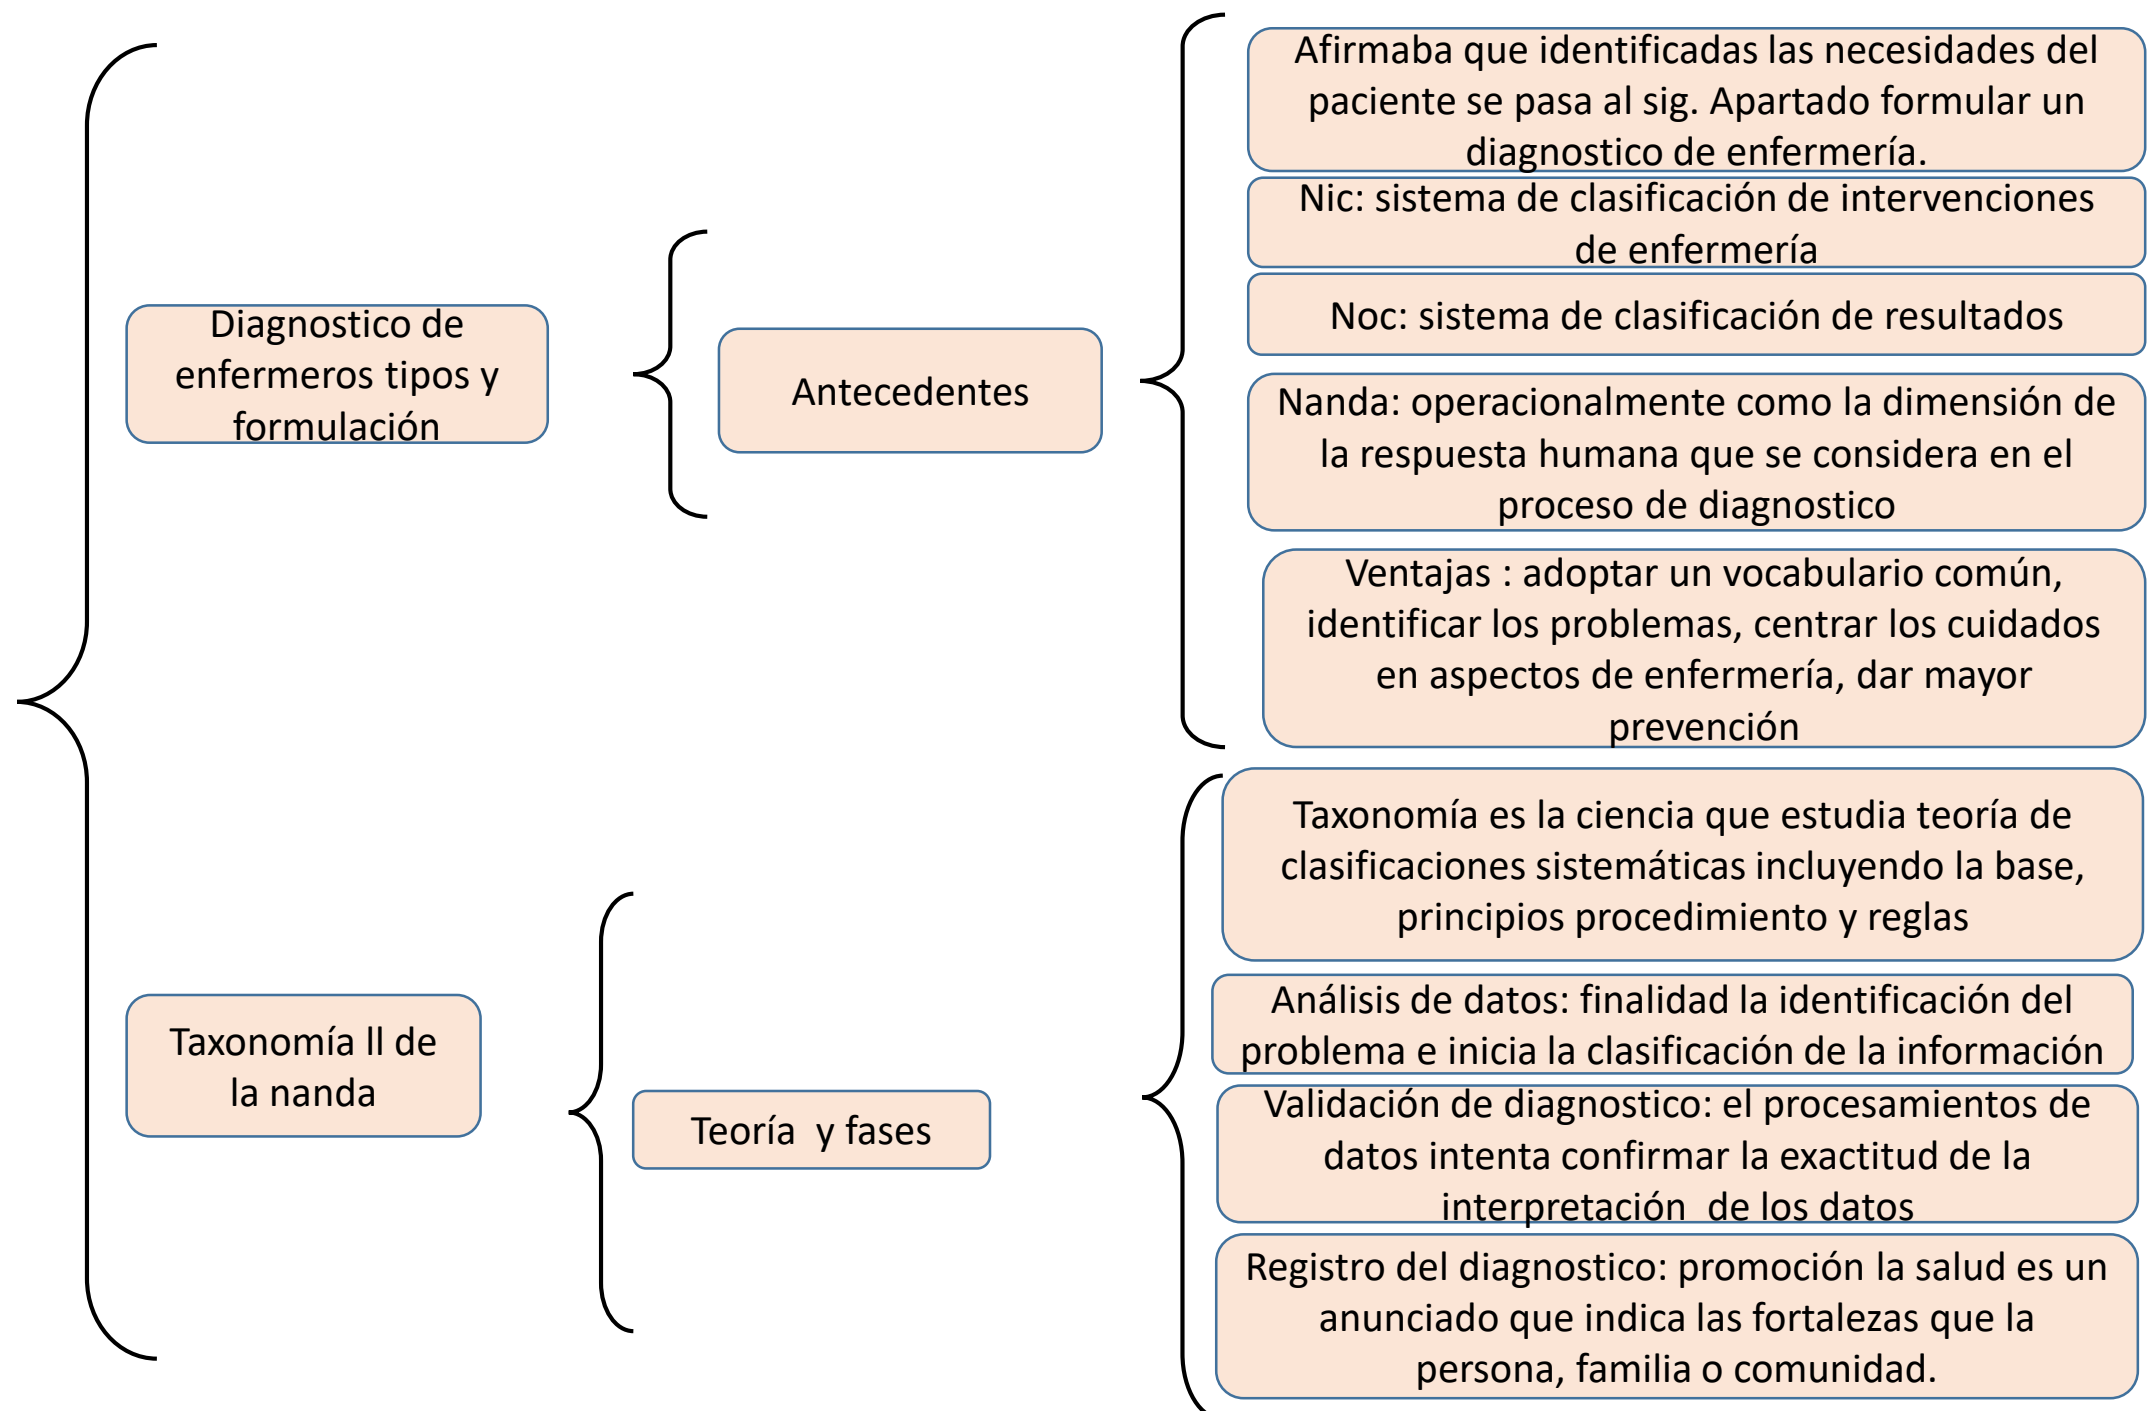 Diagnostico de
enfermeros tipos y
formulación
Antecedentes
Afirmaba que identificadas las necesidades del
paciente se pasa al sig. Apartado formular un
diagnostico de enfermería.
Nic: sistema de clasificación de intervenciones
de enfermería
Noc: sistema de clasificación de resultados
Nanda: operacionalmente como la dimensión de
la respuesta humana que se considera en el
proceso de diagnostico
Ventajas : adoptar un vocabulario común,
identificar los problemas, centrar los cuidados
en aspectos de enfermería, dar mayor
prevención
Taxonomía ll de
la nanda
Teoría  y fases
Taxonomía es la ciencia que estudia teoría de
clasificaciones sistemáticas incluyendo la base,
principios procedimiento y reglas
Análisis de datos: finalidad la identificación del
problema e inicia la clasificación de la información
Validación de diagnostico: el procesamientos de
datos intenta confirmar la exactitud de la
interpretación  de los datos
Registro del diagnostico: promoción la salud es un
anunciado que indica las fortalezas que la
persona, familia o comunidad.